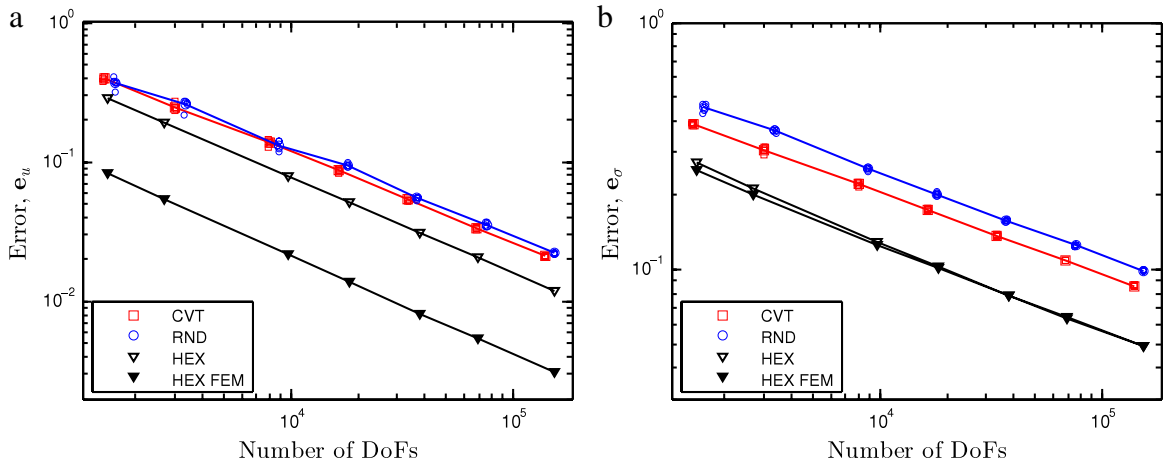 a
10^0
10^-1
10^-2
Error, e_u
CVT
RND
HEX
HEX FEM
10^4
10^5
Number of DoFs
b
10^0
10^-1
Error, e_σ
CVT
RND
HEX
HEX FEM
10^4
10^5
Number of DoFs